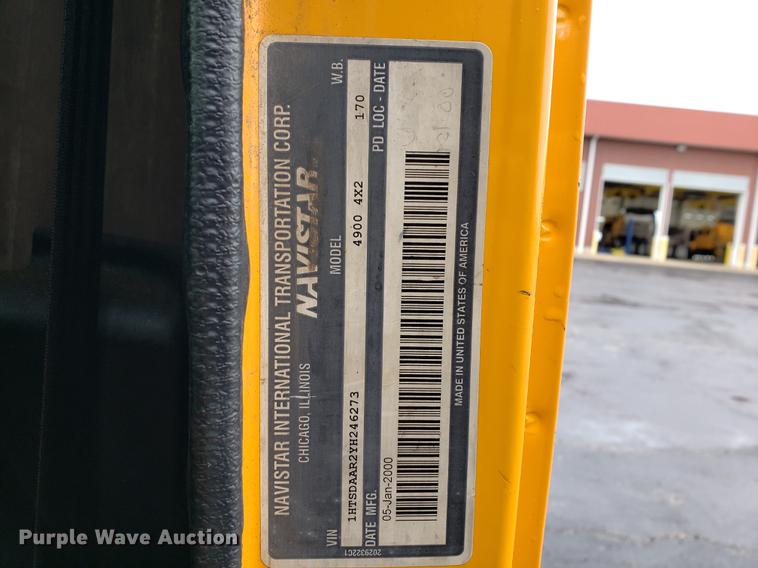 NAVISTAR INTERNATIONAL TRANSPORTATION CORP.
CHICAGO, ILLINOIS
NAVISTAR
VIN MODEL W.B.
1HTSDAAR2YH246273 4900 4X2 170
DATE MFG. PD LOC - DATE
05-Jan-2000
MADE IN UNITED STATES OF AMERICA
2029322C1
Purple Wave Auction